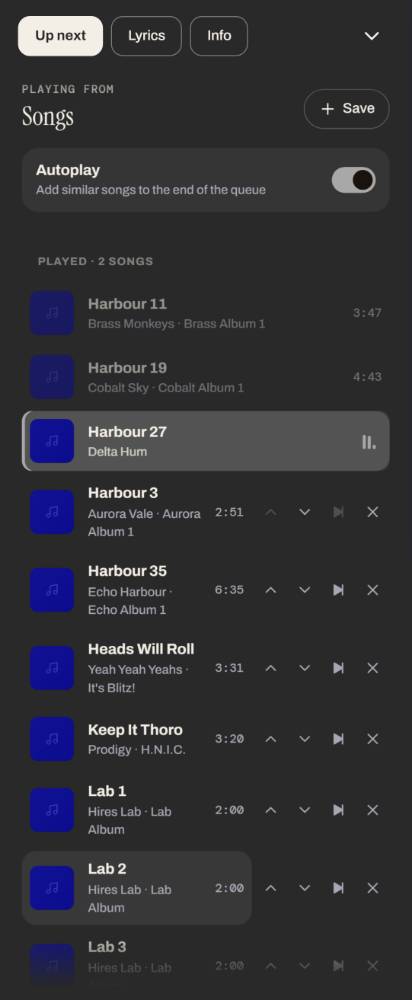 Up next
Lyrics
Info
PLAYING FROM
Songs
+ Save
Autoplay
Add similar songs to the end of the queue
PLAYED · 2 SONGS
Harbour 11
Brass Monkeys · Brass Album 1
3:47
Harbour 19
Cobalt Sky · Cobalt Album 1
4:43
Harbour 27
Delta Hum
Harbour 3
Aurora Vale · Aurora
Album 1
2:51
Harbour 35
Echo Harbour ·
Echo Album 1
6:35
Heads Will Roll
Yeah Yeah Yeahs ·
It's Blitz!
3:31
Keep It Thoro
Prodigy · H.N.I.C.
3:20
Lab 1
Hires Lab · Lab
Album
2:00
Lab 2
Hires Lab · Lab
Album
2:00
Lab 3
Hires Lab · Lab
2:00